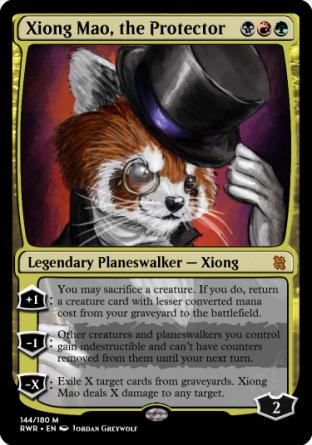 Xiong Mao, the Protector
Legendary Planeswalker — Xiong
+1: You may sacrifice a creature. If you do, return
a creature card with lesser converted mana
cost from your graveyard to the battlefield.
-1: Other creatures and planeswalkers you control
gain indestructible and can't have counters
removed from them until your next turn.
-X: Exile X target cards from graveyards. Xiong
Mao deals X damage to any target.
2
144/180 M
RWR • EN Jordan Greywolf